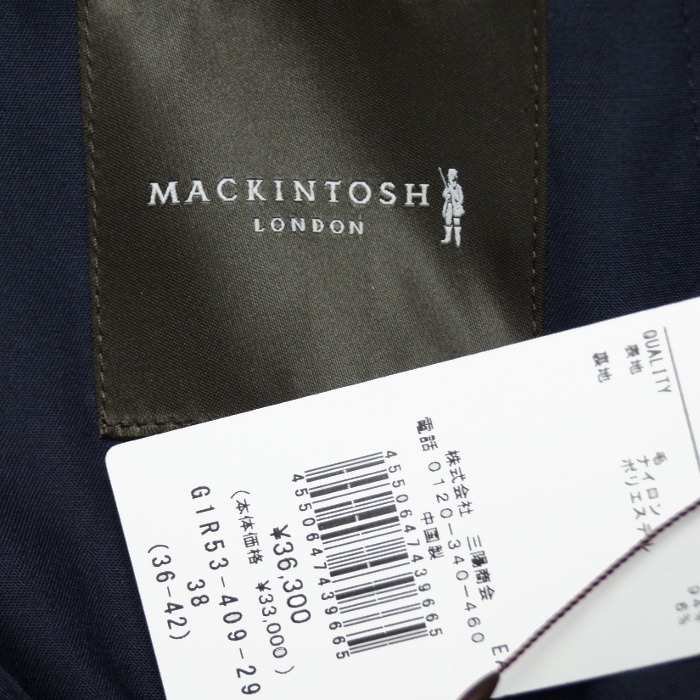 MACKINTOSH
LONDON
QUALITY
表地
裏地
毛
ナイロン
ポリエステル
6%
株式会社 三陽商会
電話 0120-340-460
中国製
4550647439665
4550647439665
¥36,300
(本体価格 ¥33,000)
G1R53-409-29
38
(36-42)